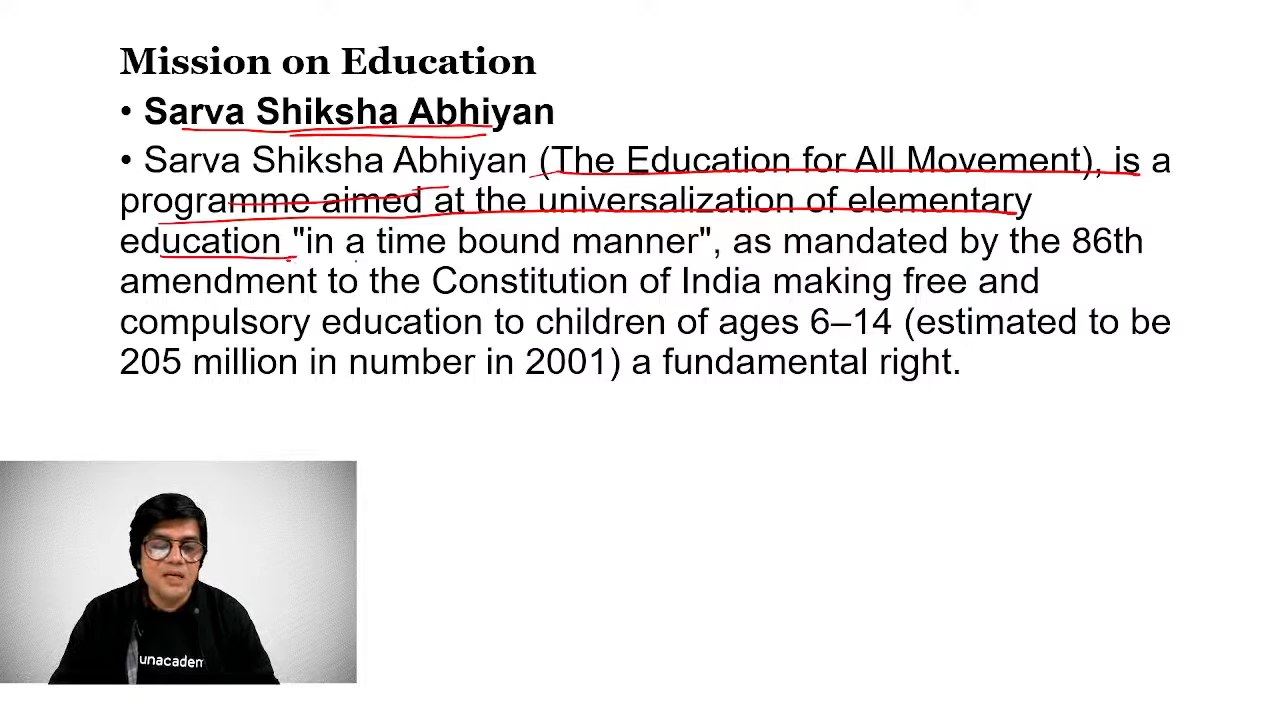 Mission on Education
• Sarva Shiksha Abhiyan
• Sarva Shiksha Abhiyan (The Education for All Movement), is a
programme aimed at the universalization of elementary
education "in a time bound manner", as mandated by the 86th
amendment to the Constitution of India making free and
compulsory education to children of ages 6–14 (estimated to be
205 million in number in 2001) a fundamental right.
unacadem